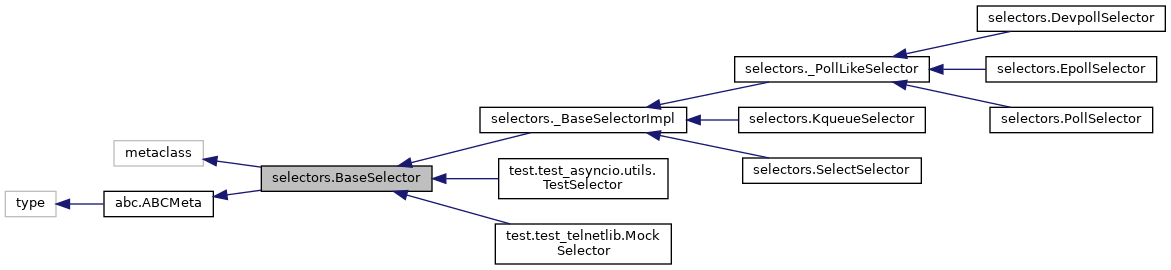 selectors.DevpollSelector
selectors._PollLikeSelector
selectors.EpollSelector
selectors._BaseSelectorImpl
selectors.KqueueSelector
selectors.PollSelector
metaclass
selectors.BaseSelector
test.test_asyncio.utils.
TestSelector
selectors.SelectSelector
type
abc.ABCMeta
test.test_telnetlib.Mock
Selector